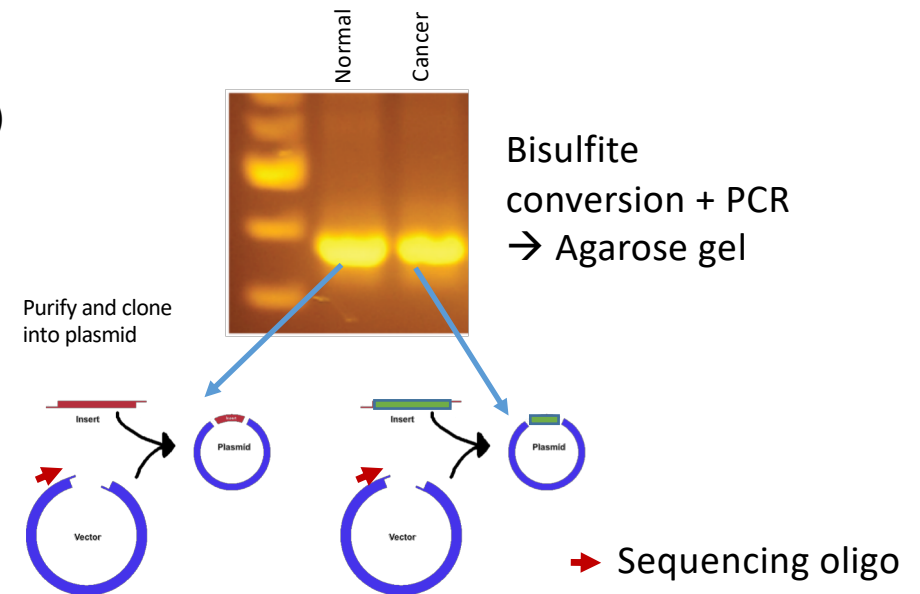 )
Normal
Cancer
Bisulfite
conversion + PCR
→ Agarose gel
Purify and clone
into plasmid
Insert
Insert
Plasmid
Vector
Insert
Plasmid
Vector
Sequencing oligo